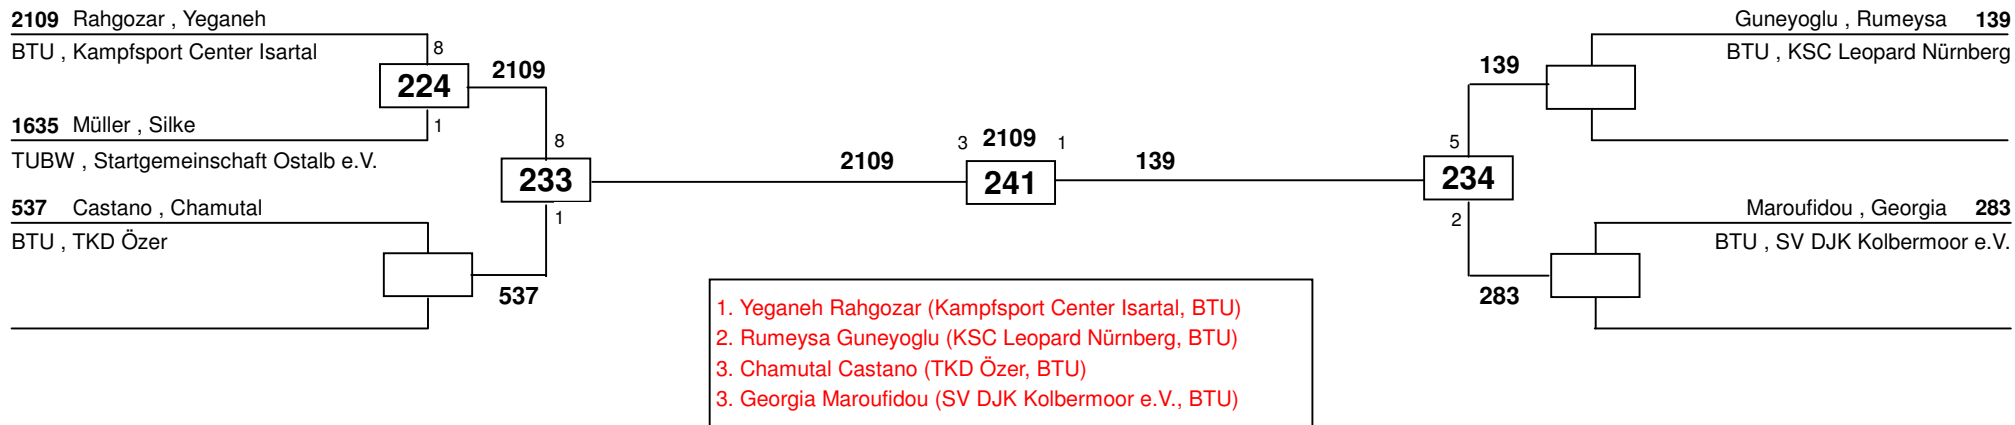 2109 Rahgozar , Yeganeh
BTU , Kampfsport Center Isartal
8
224
2109
1635 Müller , Silke
1
TUBW , Startgemeinschaft Ostalb e.V.
8
233
537 Castano , Chamutal
1
BTU , TKD Özer
537
2109
3 2109 1
241
139
Guneyoglu , Rumeysa 139
BTU , KSC Leopard Nürnberg
139
5
234
2
Maroufidou , Georgia 283
BTU , SV DJK Kolbermoor e.V.
283
1. Yeganeh Rahgozar (Kampfsport Center Isartal, BTU)
2. Rumeysa Guneyoglu (KSC Leopard Nürnberg, BTU)
3. Chamutal Castano (TKD Özer, BTU)
3. Georgia Maroufidou (SV DJK Kolbermoor e.V., BTU)